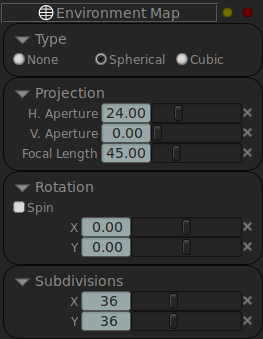 Environment Map
Type
None Spherical Cubic
Projection
H. Aperture 24.00
V. Aperture 0.00
Focal Length 45.00
Rotation
Spin
X 0.00
Y 0.00
Subdivisions
X 36
Y 36